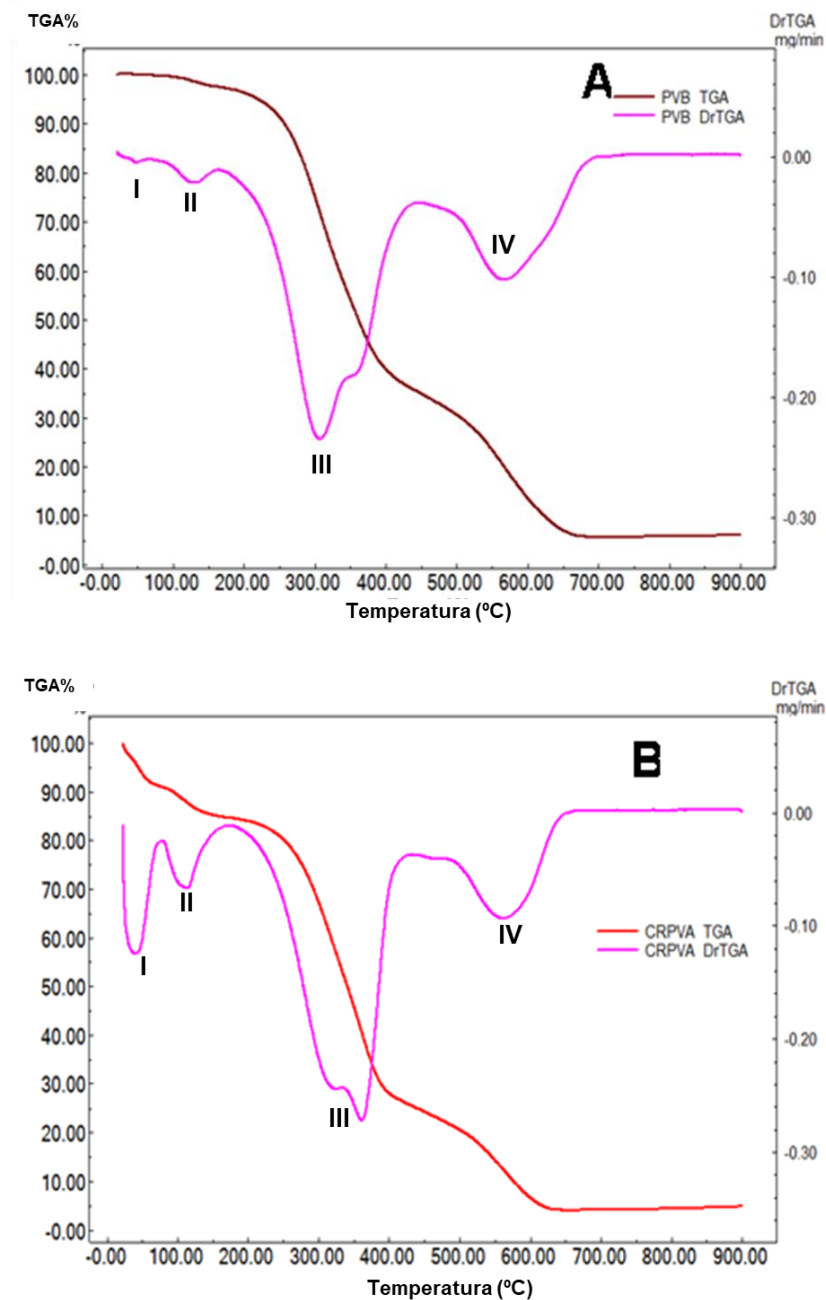 TGA%
DrTGA
mg/min
A
100.00
90.00
80.00
70.00
60.00
50.00
40.00
30.00
20.00
10.00
-0.00
PVB TGA
PVB DrTGA
I
II
III
IV
0.00
-0.10
-0.20
-0.30
-0.00 100.00 200.00 300.00 400.00 500.00 600.00 700.00 800.00 900.00
Temperatura (ºC)
TGA%
DrTGA
mg/min
B
100.00
90.00
80.00
70.00
60.00
50.00
40.00
30.00
20.00
10.00
-0.00
I
II
III
IV
CRPVA TGA
CRPVA DrTGA
0.00
-0.10
-0.20
-0.30
-0.00 100.00 200.00 300.00 400.00 500.00 600.00 700.00 800.00 900.00
Temperatura (ºC)